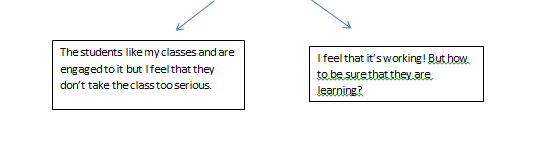 The students like my classes and are
engaged to it but I feel that they
don't take the class too serious.
I feel that it's working! But how
to be sure that they are
learning?